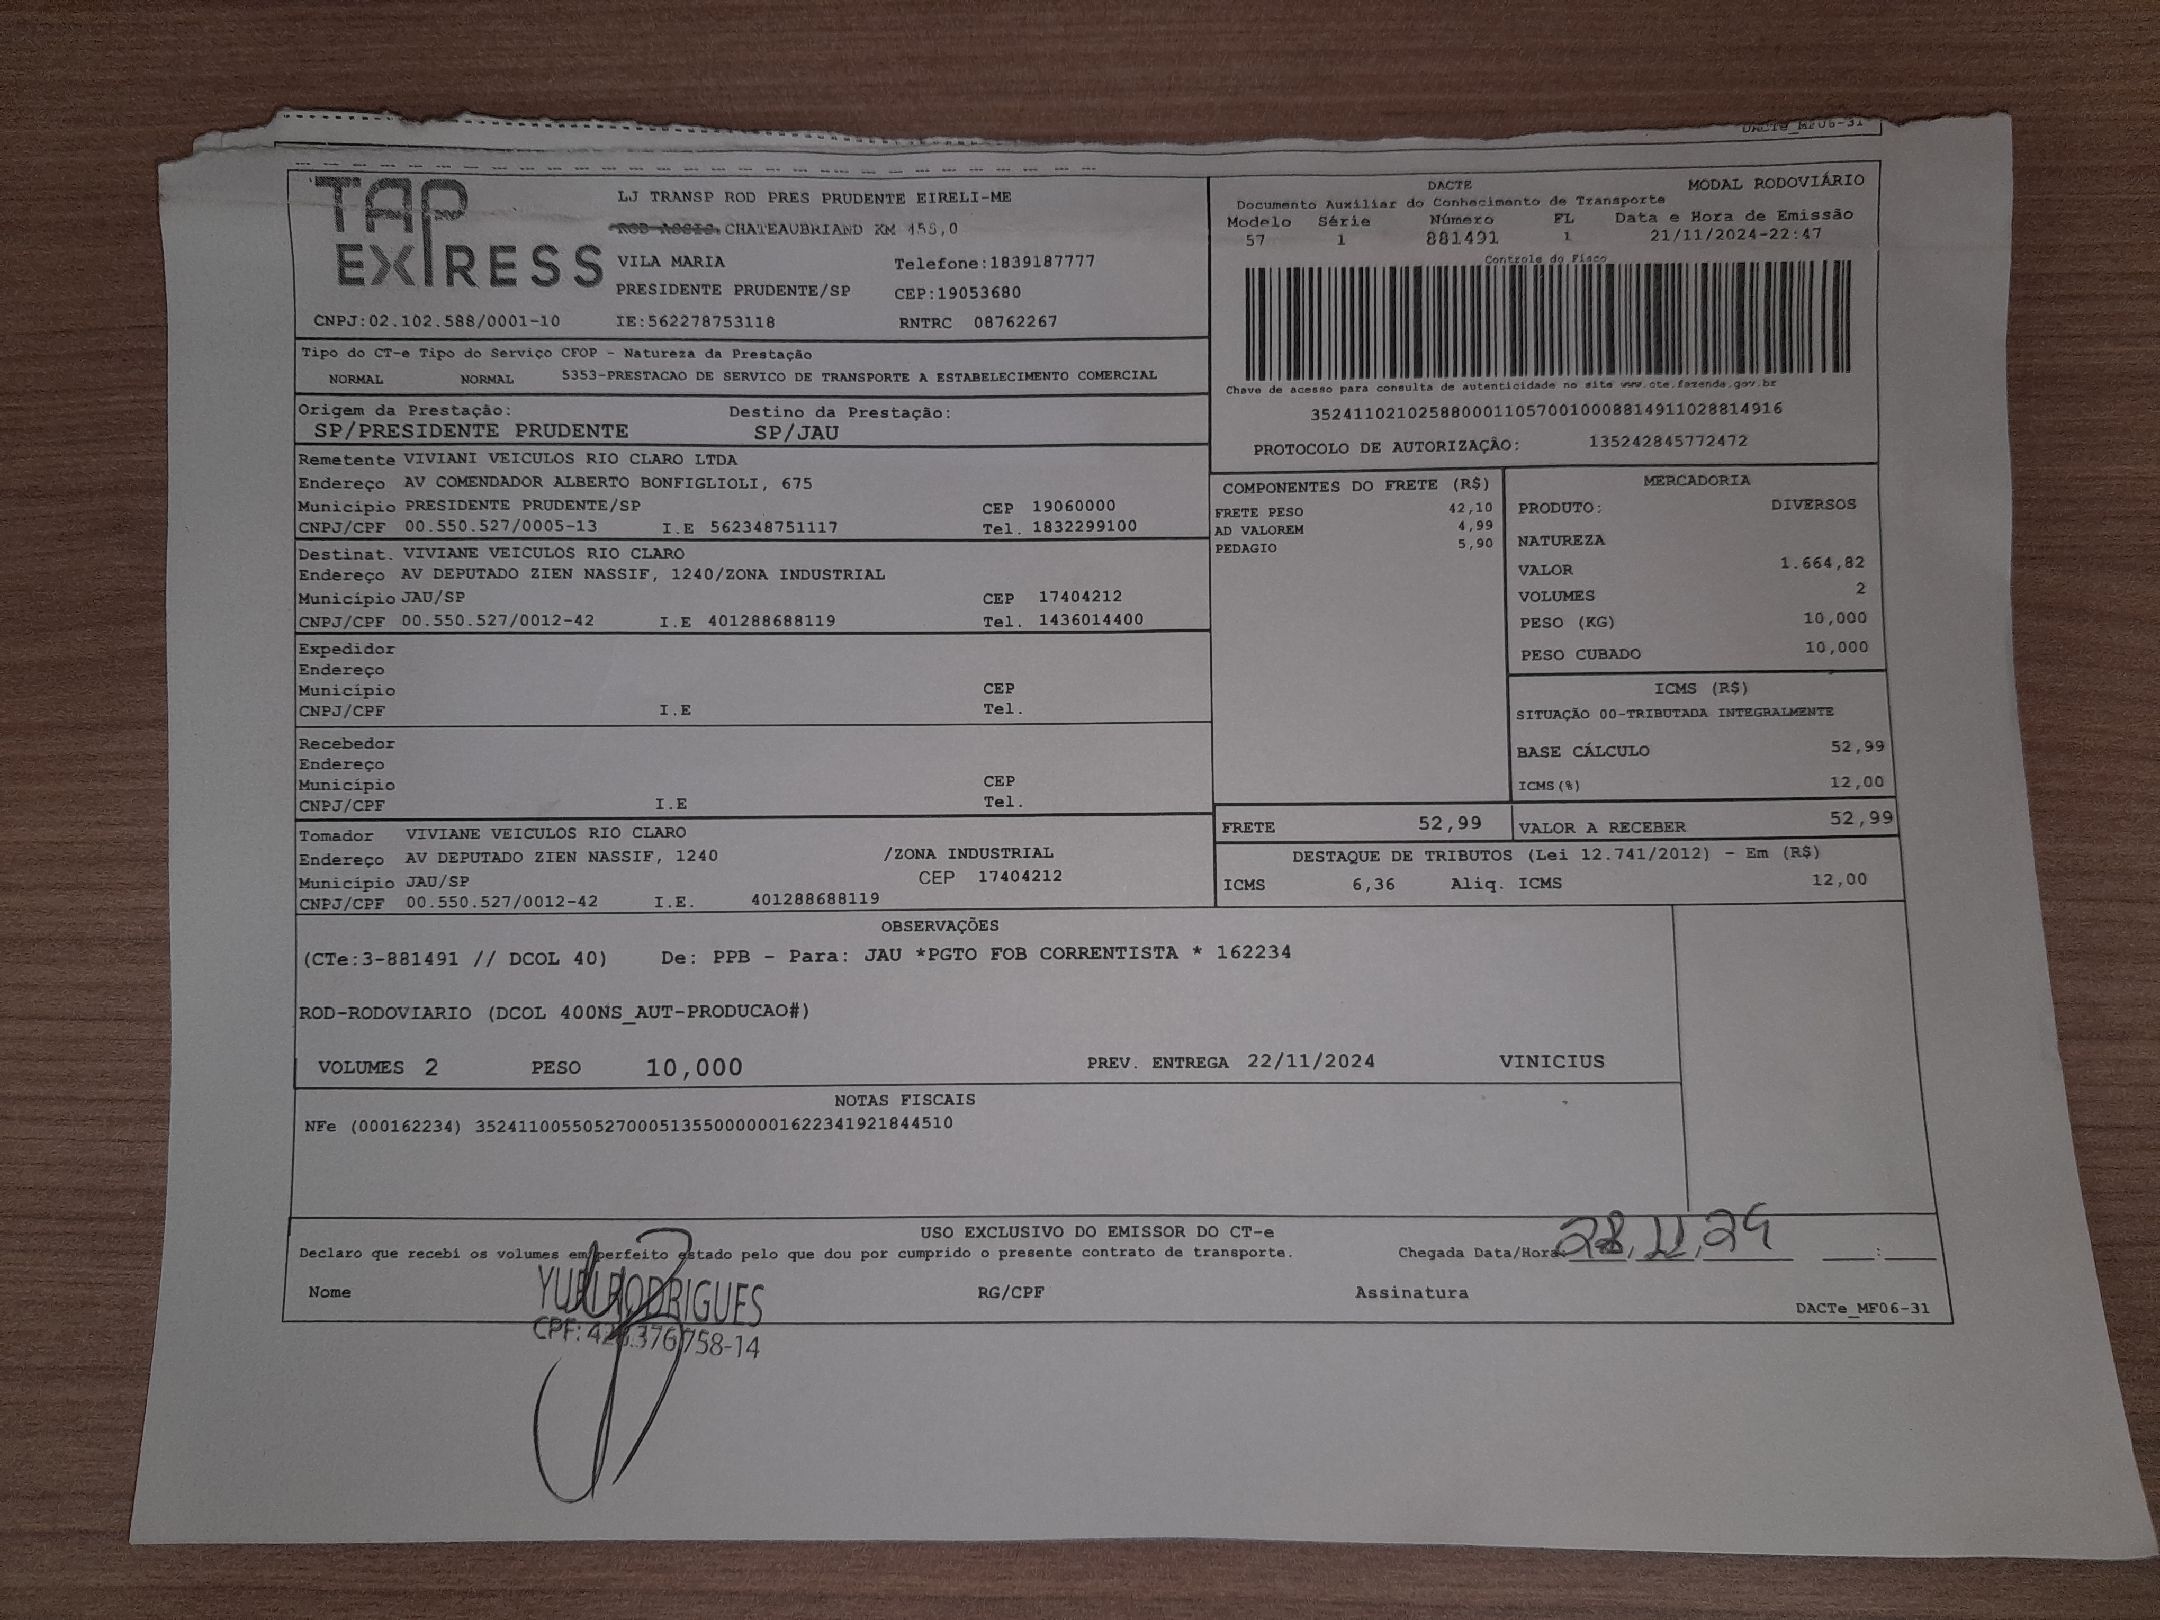 DACTe_MF06-31
TAP EXPRESS
LJ TRANSP ROD PRES PRUDENTE EIRELI-ME
ROD ASSIS. CHATEAUBRIAND KM 455,0
VILA MARIA Telefone:1839187777
PRESIDENTE PRUDENTE/SP CEP:19053680
CNPJ:02.102.588/0001-10 IE:562278753118 RNTRC 08762267
DACTE MODAL RODOVIÁRIO
Documento Auxiliar do Conhecimento de Transporte
Modelo Série Número FL Data e Hora de Emissão
57 1 881491 1 21/11/2024-22:47
Controle do Fisco
Chave de acesso para consulta de autenticidade no site www.cte.fazenda.gov.br
35241102102588000110570010008814911028814916
PROTOCOLO DE AUTORIZAÇÃO: 135242845772472
Tipo do CT-e Tipo do Serviço CFOP - Natureza da Prestação
NORMAL NORMAL 5353-PRESTACAO DE SERVICO DE TRANSPORTE A ESTABELECIMENTO COMERCIAL
Origem da Prestação: Destino da Prestação:
SP/PRESIDENTE PRUDENTE SP/JAU
Remetente VIVIANI VEICULOS RIO CLARO LTDA
Endereço AV COMENDADOR ALBERTO BONFIGLIOLI, 675
Município PRESIDENTE PRUDENTE/SP CEP 19060000
CNPJ/CPF 00.550.527/0005-13 I.E 562348751117 Tel. 1832299100
Destinat. VIVIANE VEICULOS RIO CLARO
Endereço AV DEPUTADO ZIEN NASSIF, 1240/ZONA INDUSTRIAL
Município JAU/SP CEP 17404212
CNPJ/CPF 00.550.527/0012-42 I.E 401288688119 Tel. 1436014400
Expedidor
Endereço
Município CEP
CNPJ/CPF I.E Tel.
Recebedor
Endereço
Município CEP
CNPJ/CPF I.E Tel.
Tomador VIVIANE VEICULOS RIO CLARO
Endereço AV DEPUTADO ZIEN NASSIF, 1240 /ZONA INDUSTRIAL
Município JAU/SP CEP 17404212
CNPJ/CPF 00.550.527/0012-42 I.E. 401288688119
COMPONENTES DO FRETE (R$)
FRETE PESO 42,10
AD VALOREM 4,99
PEDAGIO 5,90
MERCADORIA
PRODUTO: DIVERSOS
NATUREZA
VALOR 1.664,82
VOLUMES 2
PESO (KG) 10,000
PESO CUBADO 10,000
ICMS (R$)
SITUAÇÃO 00-TRIBUTADA INTEGRALMENTE
BASE CÁLCULO 52,99
ICMS(%) 12,00
FRETE 52,99 VALOR A RECEBER 52,99
DESTAQUE DE TRIBUTOS (Lei 12.741/2012) - Em (R$)
ICMS 6,36 Aliq. ICMS 12,00
OBSERVAÇÕES
(CTe:3-881491 // DCOL 40) De: PPB - Para: JAU *PGTO FOB CORRENTISTA * 162234
ROD-RODOVIARIO (DCOL 400NS_AUT-PRODUCAO#)
VOLUMES 2 PESO 10,000 PREV. ENTREGA 22/11/2024 VINICIUS
NOTAS FISCAIS
NFe (000162234) 35241100550527000513550000001622341921844510
USO EXCLUSIVO DO EMISSOR DO CT-e
Declaro que recebi os volumes em perfeito estado pelo que dou por cumprido o presente contrato de transporte. Chegada Data/Hora 28,11,24 :
Nome YURI RODRIGUES RG/CPF Assinatura
CPF: 428.376.758-14
DACTe_MF06-31